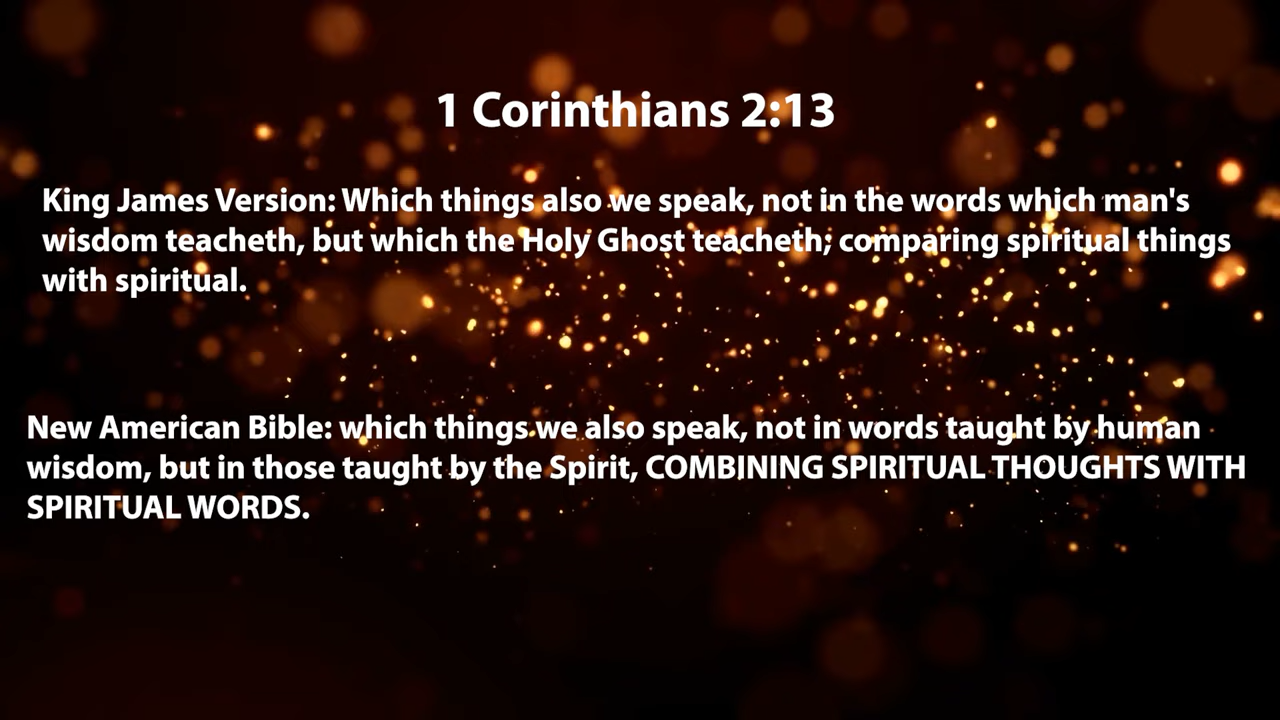 1 Corinthians 2:13
King James Version: Which things also we speak, not in the words which man's
wisdom teacheth, but which the Holy Ghost teacheth; comparing spiritual things
with spiritual.
New American Bible: which things we also speak, not in words taught by human
wisdom, but in those taught by the Spirit, COMBINING SPIRITUAL THOUGHTS WITH
SPIRITUAL WORDS.